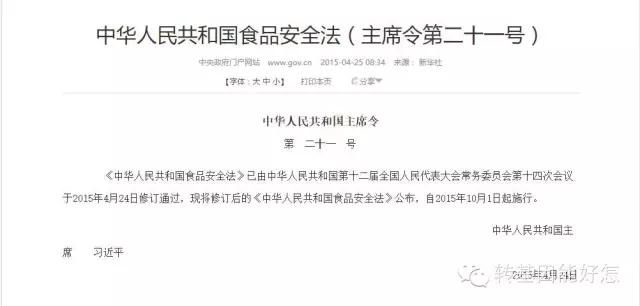 中华人民共和国食品安全法（主席令第二十一号）
中央政府门户网站 www.gov.cn 2015-04-25 08:34 来源：新华社
【字体：大 中 小】 打印本页 分享
中华人民共和国主席令
第 二十一 号
《中华人民共和国食品安全法》已由中华人民共和国第十二届全国人民代表大会常务委员会第十四次会议
于2015年4月24日修订通过，现将修订后的《中华人民共和国食品安全法》公布，自2015年10月1日起施行。
中华人民共和国主
席 习近平
2015年4月24日
转基因能好怎